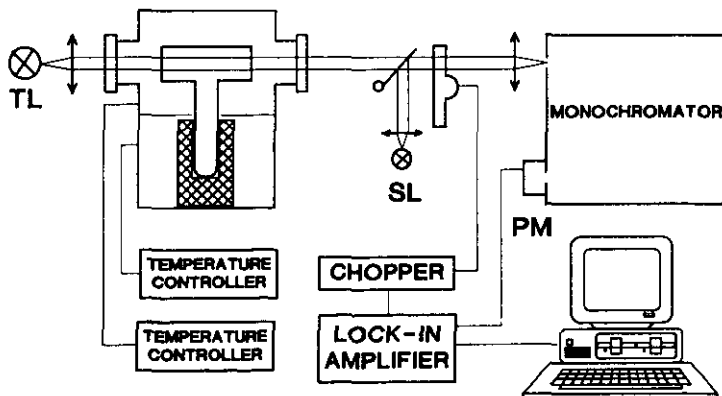 TL
MONOCHROMATOR
SL
PM
TEMPERATURE
CONTROLLER
CHOPPER
TEMPERATURE
CONTROLLER
LOCK-IN
AMPLIFIER